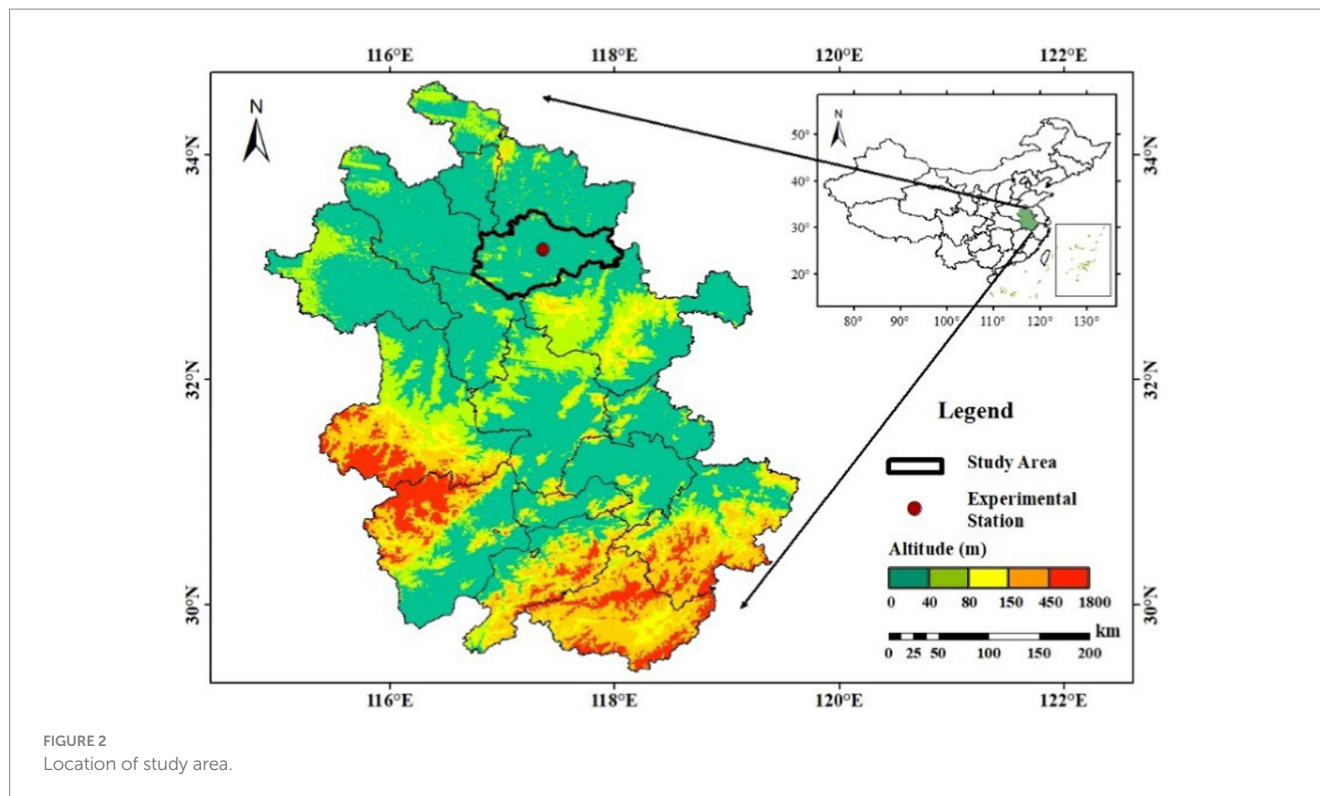 116°E 118°E 120°E 122°E
N
34°N
32°N
30°N
N
50°
40°
30°
20°
80° 90° 100° 110° 120° 130°
34°N
32°N
30°N
Legend
Study Area
Experimental
Station
Altitude (m)
0 40 80 150 450 1800
km
0 25 50 100 150 200
116°E 118°E 120°E 122°E
FIGURE 2
Location of study area.